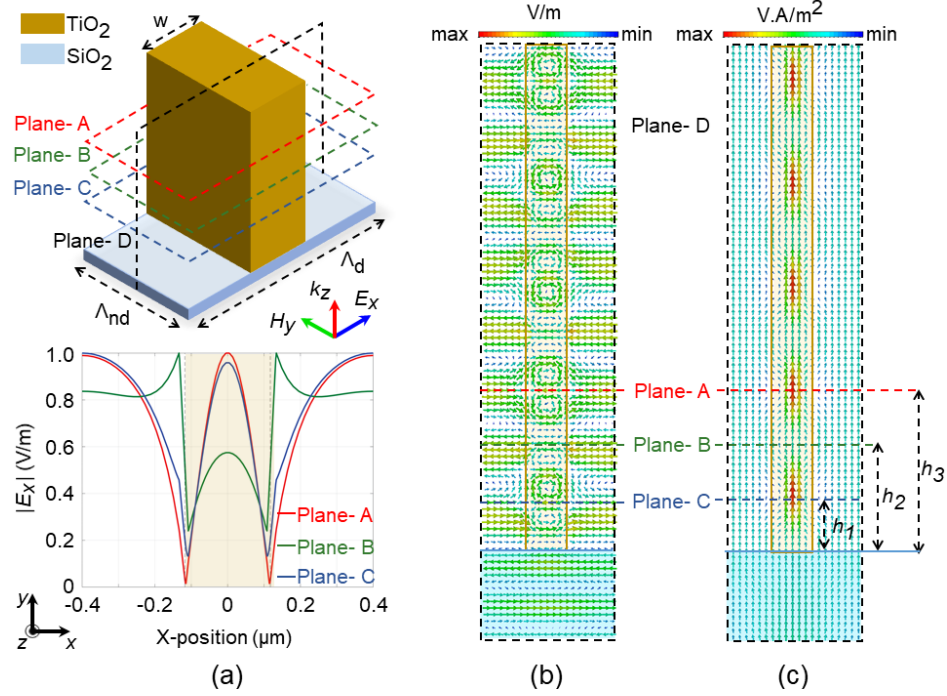 TiO2
SiO2
w
Plane- A
Plane- B
Plane- C
Plane- D
Λnd
Λd
kz
Hy
Ex
|Ex| (V/m)
1.0
0.8
0.6
0.4
0.2
0
Plane- A
Plane- B
Plane- C
-0.4
-0.2
0
0.2
0.4
X-position (µm)
y
z
x
(a)
V/m
max
min
Plane- D
Plane- A
Plane- B
Plane- C
(b)
V.A/m2
max
min
h1
h2
h3
(c)